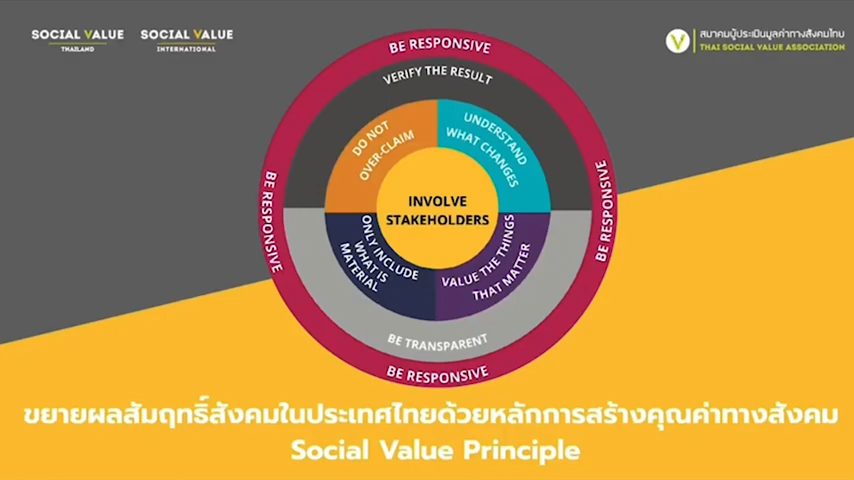 SOCIAL VALUE
THAILAND
SOCIAL VALUE
INTERNATIONAL
สมาคมผู้ประเมินมูลค่าทางสังคมไทย
THAI SOCIAL VALUE ASSOCIATION
BE RESPONSIVE
VERIFY THE RESULT
DO NOT
OVER-CLAIM
UNDERSTAND
WHAT CHANGES
BE RESPONSIVE
INVOLVE
STAKEHOLDERS
BE RESPONSIVE
ONLY INCLUDE
WHAT IS
MATERIAL
VALUE THE THINGS
THAT MATTER
BE TRANSPARENT
BE RESPONSIVE
ขยายผลสัมฤทธิ์สังคมในประเทศไทยด้วยหลักการสร้างคุณค่าทางสังคม
Social Value Principle